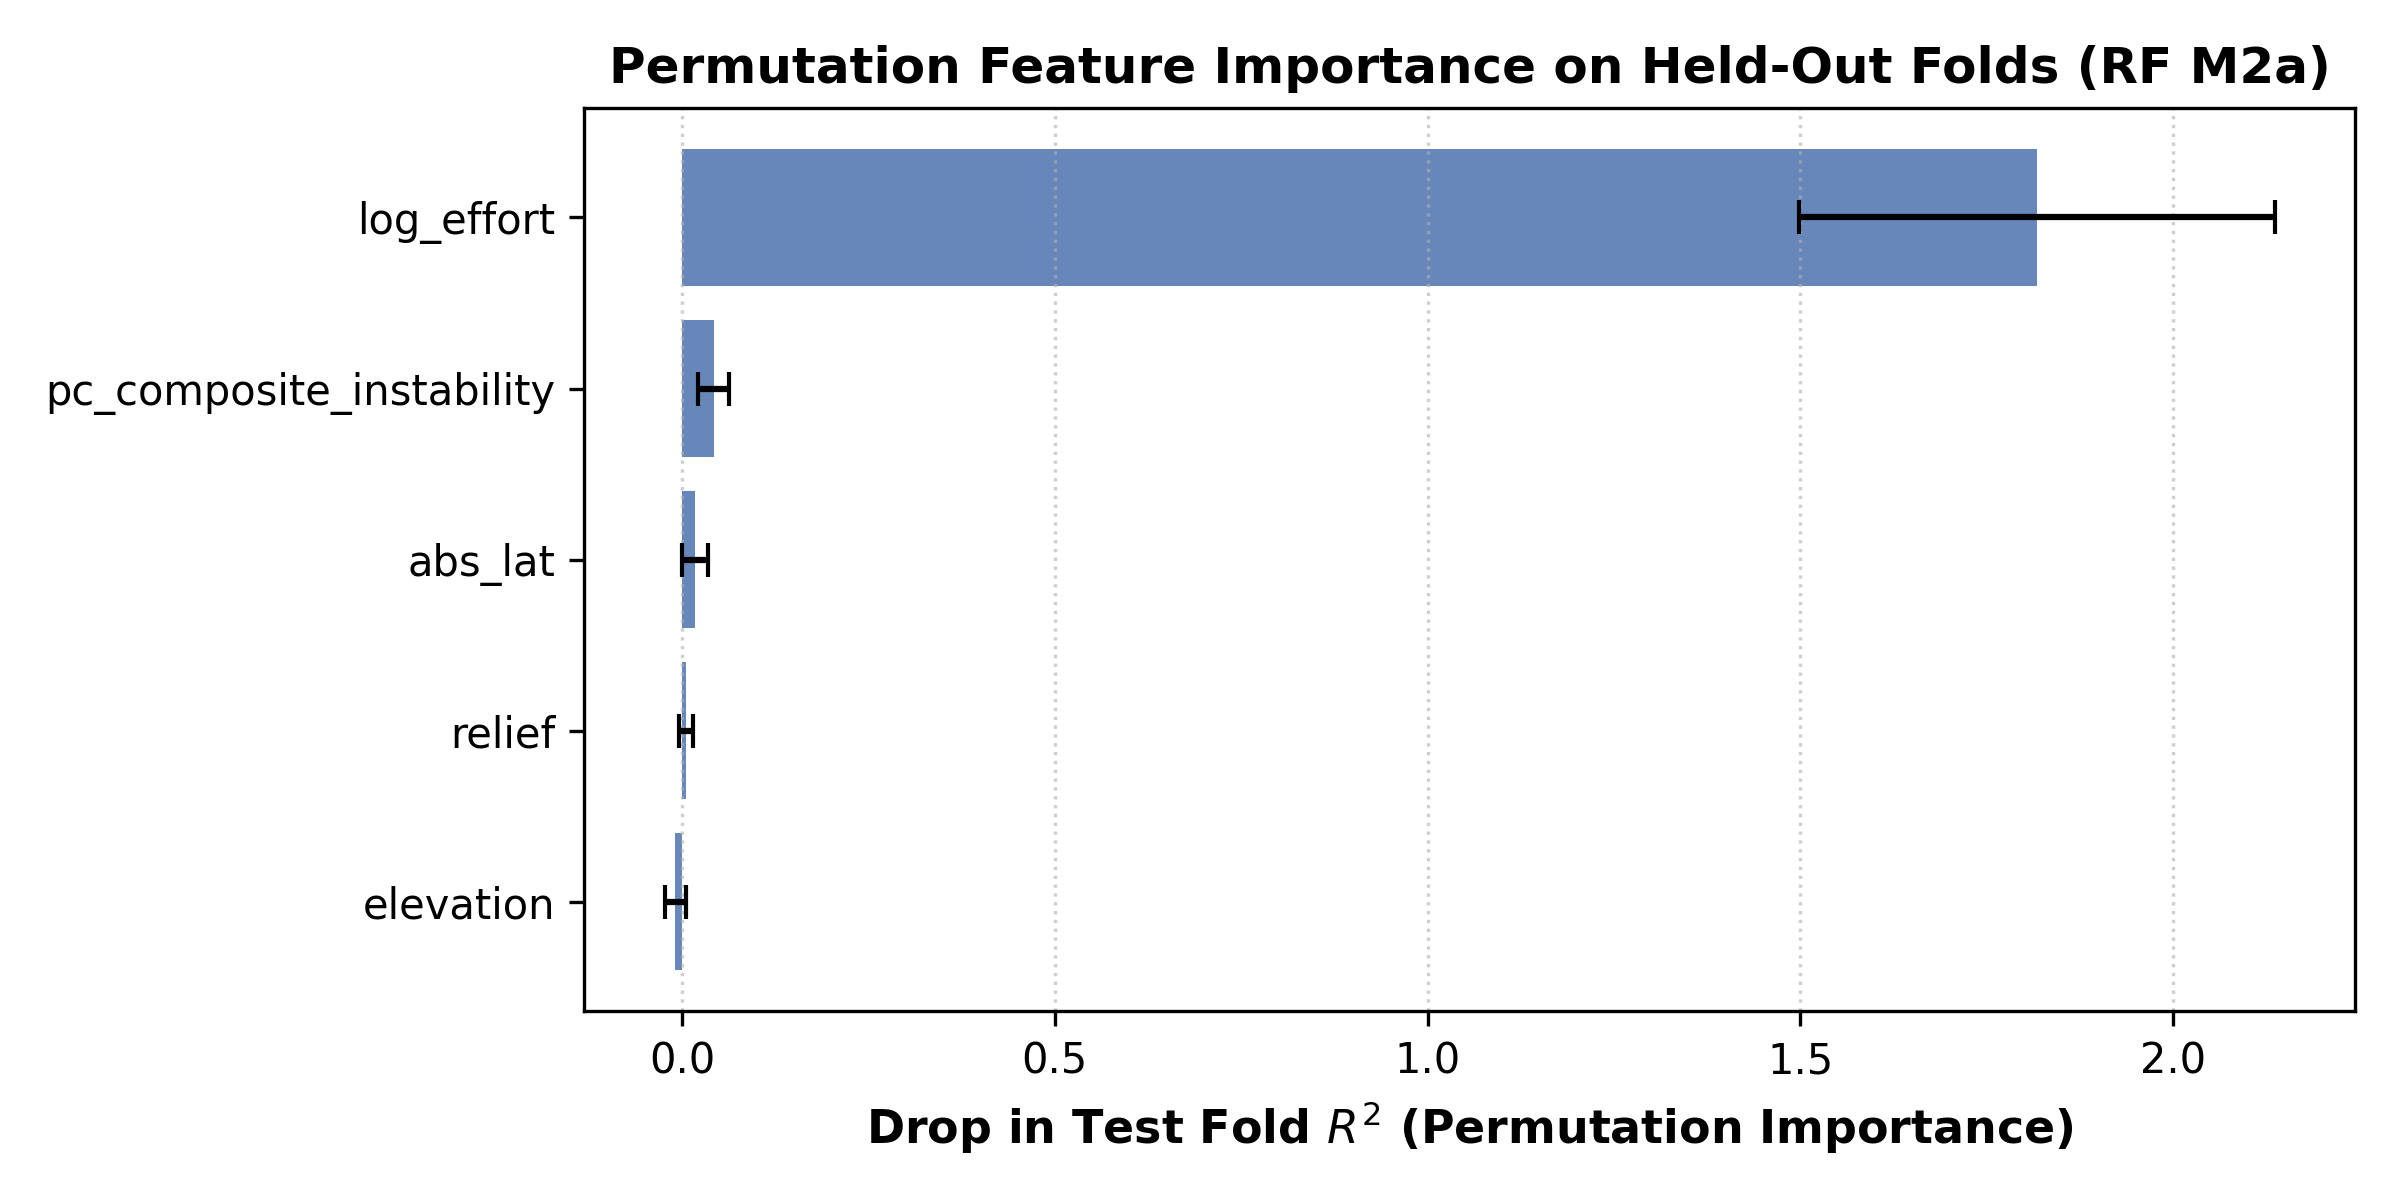 Permutation Feature Importance on Held-Out Folds (RF M2a)
log_effort
pc_composite_instability
abs_lat
relief
elevation
0.0 0.5 1.0 1.5 2.0
Drop in Test Fold R² (Permutation Importance)